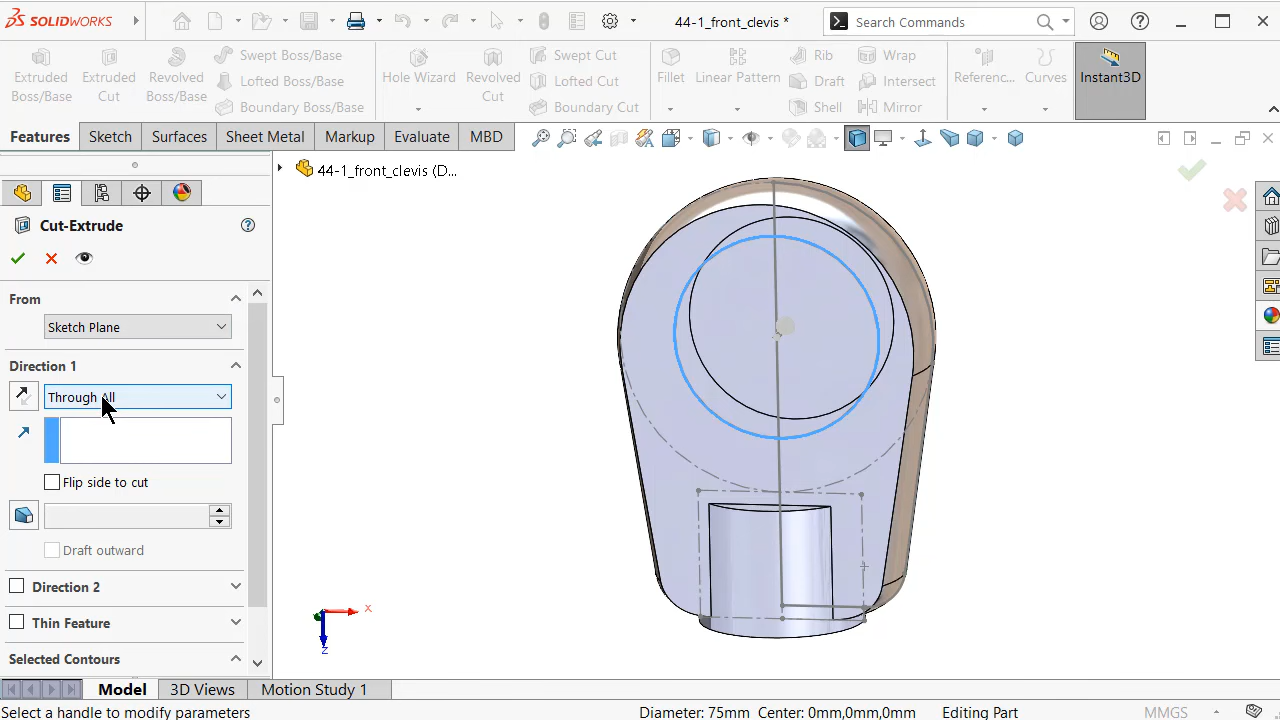 SOLIDWORKS
44-1_front_clevis *
Search Commands
Extruded Boss/Base
Extruded Cut
Revolved Boss/Base
Swept Boss/Base
Lofted Boss/Base
Boundary Boss/Base
Hole Wizard
Revolved Cut
Swept Cut
Lofted Cut
Boundary Cut
Fillet
Linear Pattern
Rib
Draft
Shell
Wrap
Intersect
Mirror
Referenc...
Curves
Instant3D
Features
Sketch
Surfaces
Sheet Metal
Markup
Evaluate
MBD
44-1_front_clevis (D...
Cut-Extrude
From
Sketch Plane
Direction 1
Through All
Flip side to cut
Draft outward
Direction 2
Thin Feature
Selected Contours
x
z
Model
3D Views
Motion Study 1
Select a handle to modify parameters
Diameter: 75mm Center: 0mm,0mm,0mm
Editing Part
MMGS